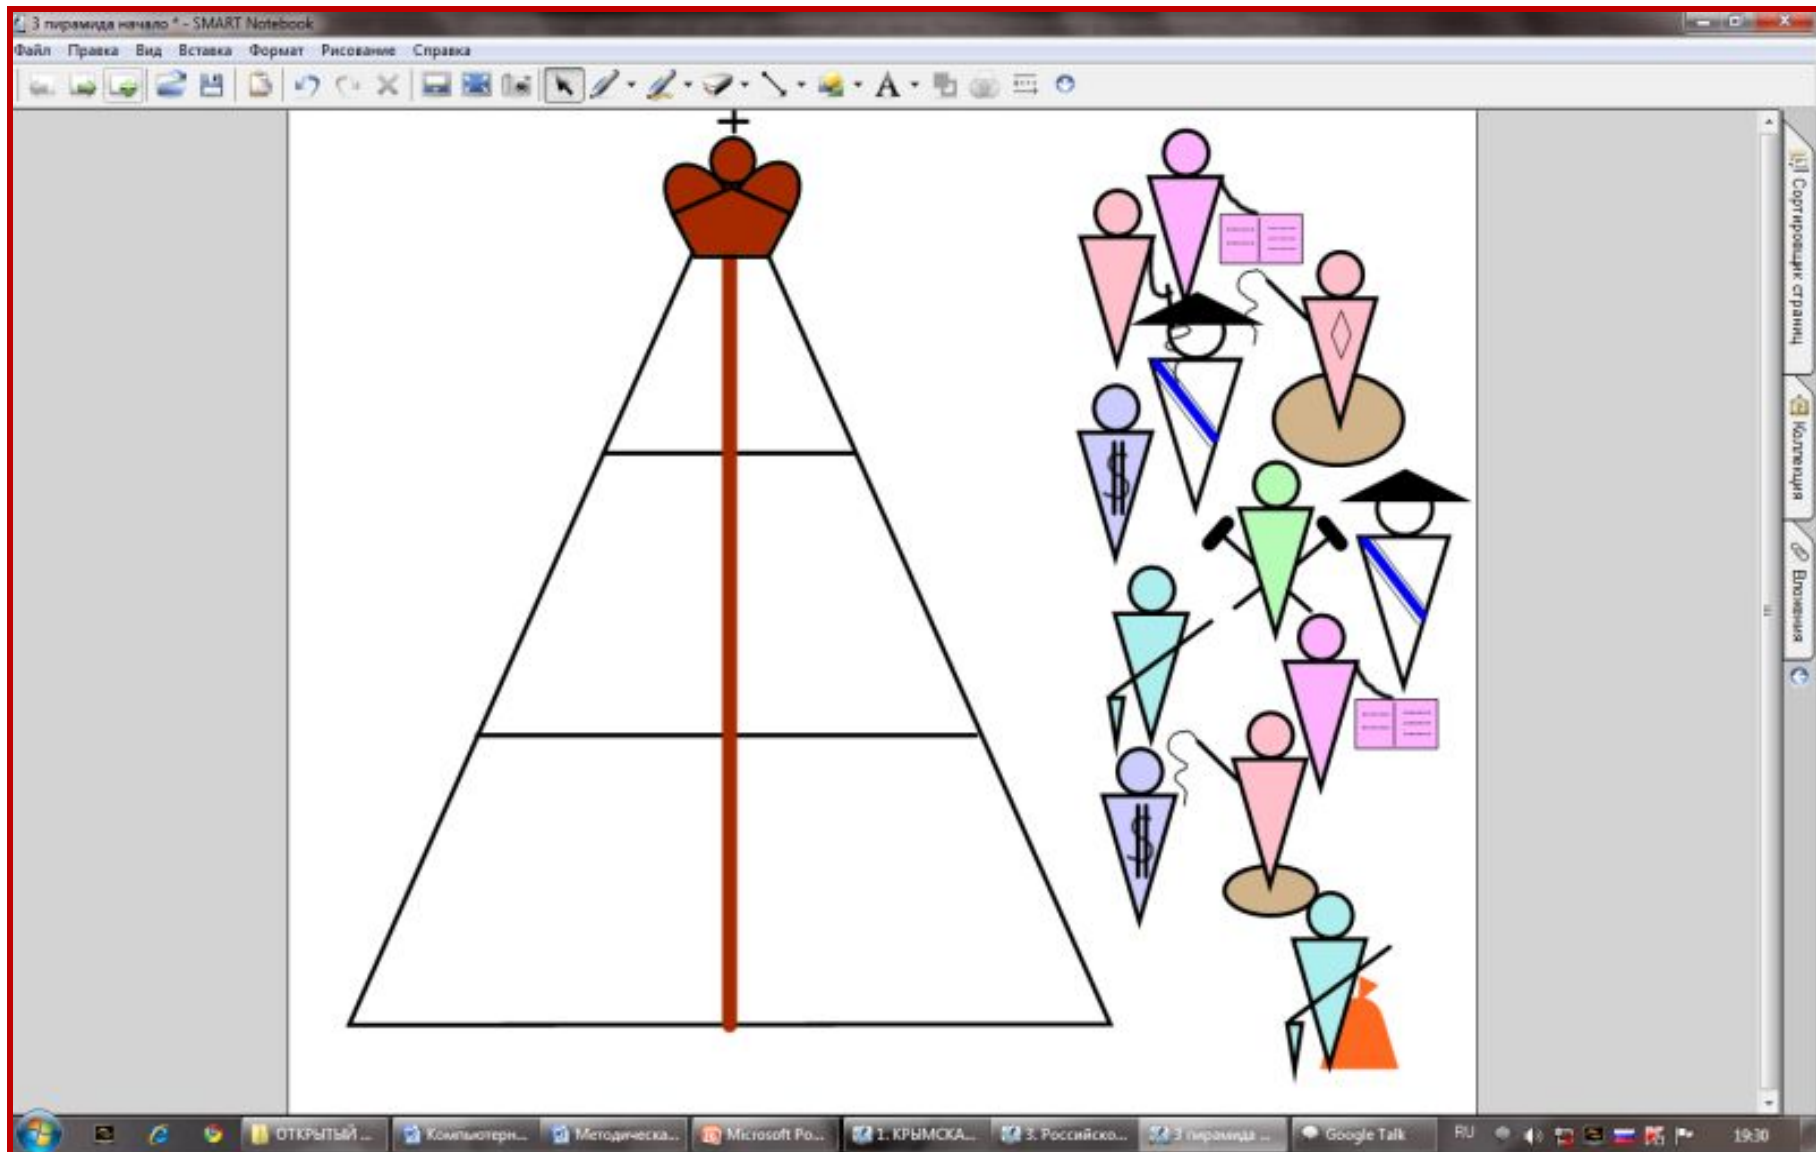 3 пирамида начало * - SMART Notebook
Файл Правка Вид Вставка Формат Рисование Справка
A
Сортировщик страниц
Коллекция
Вложения
$
$
ОТКРЫТЫЙ ...
Компьютерн...
Методическа...
Microsoft Po...
1. КРЫМСКА...
3. Российско...
3 пирамида ...
Google Talk
RU
19:30